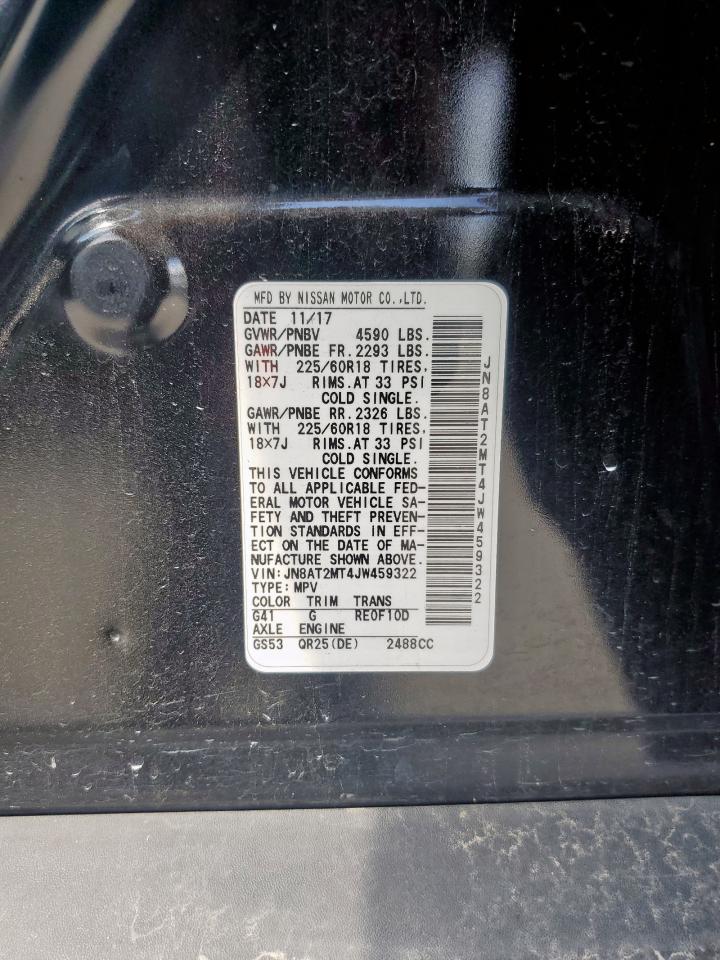 MFD BY NISSAN MOTOR CO.,LTD.
DATE 11/17
GVWR/PNBV 4590 LBS.
GAWR/PNBE FR. 2293 LBS.
WITH 225/60R18 TIRES,
18×7J RIMS. AT 33 PSI
COLD SINGLE.
GAWR/PNBE RR. 2326 LBS.
WITH 225/60R18 TIRES,
18×7J RIMS. AT 33 PSI
COLD SINGLE.
THIS VEHICLE CONFORMS
TO ALL APPLICABLE FED-
ERAL MOTOR VEHICLE SA-
FETY AND THEFT PREVEN-
TION STANDARDS IN EFF-
ECT ON THE DATE OF MA-
NUFACTURE SHOWN ABOVE.
VIN:JN8AT2MT4JW459322
TYPE:MPV
COLOR TRIM TRANS
G41 G RE0F10D
AXLE ENGINE
GS53 QR25(DE) 2488CC
JN8AT2MT4JW459322